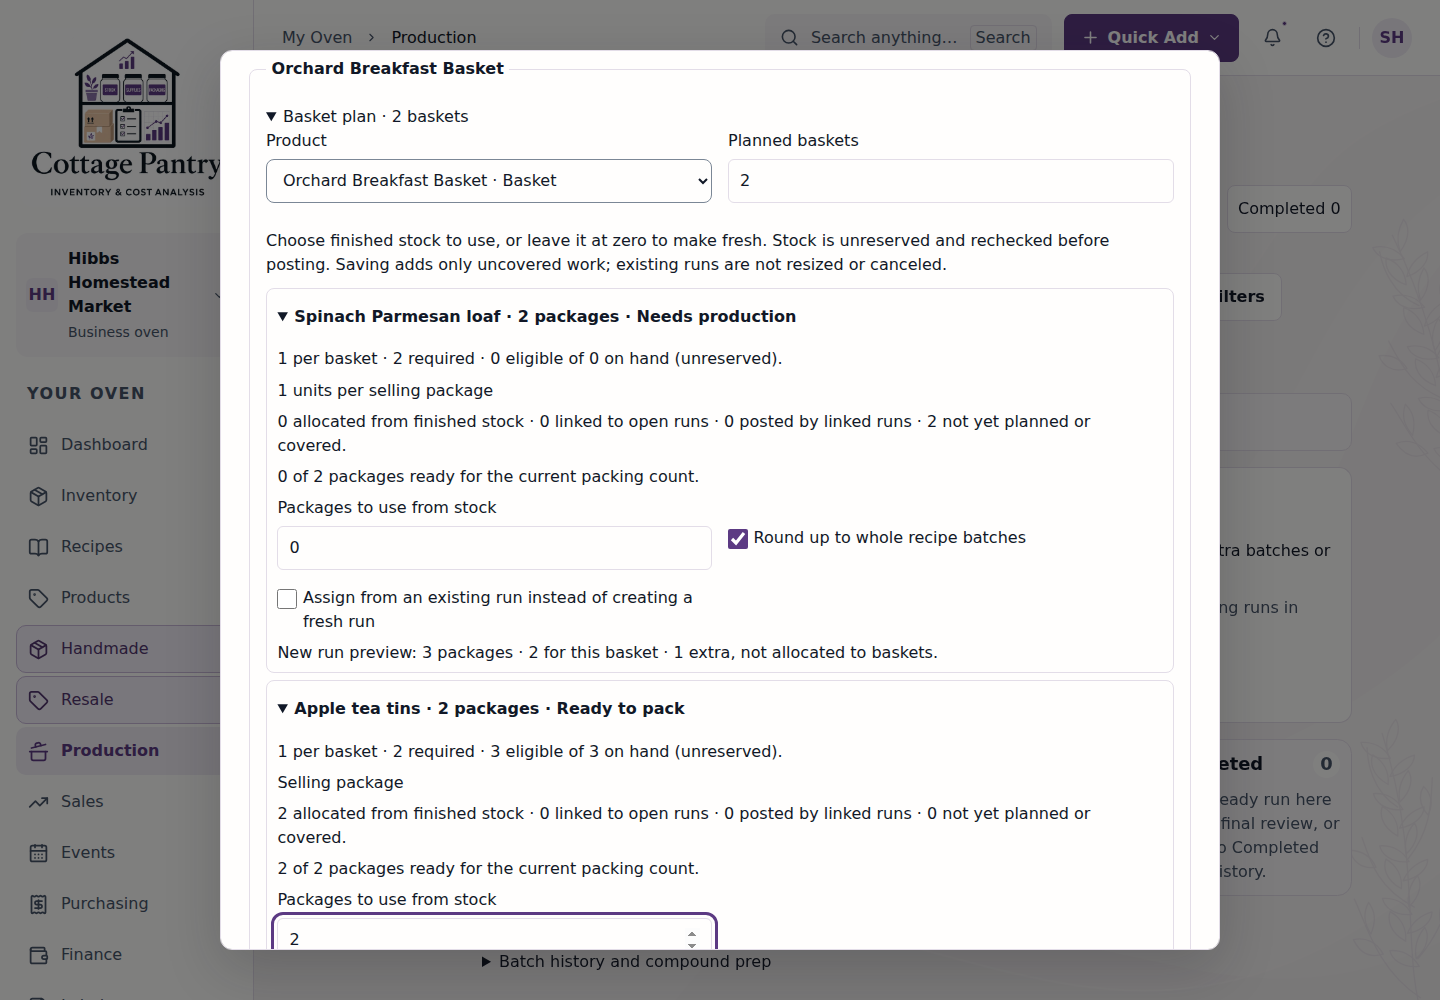 Cottage Pantry
INVENTORY & COST ANALYSIS
HH
Hibbs
Homestead
Market
Business oven
YOUR OVEN
Dashboard
Inventory
Recipes
Products
Handmade
Resale
Production
Sales
Events
Purchasing
Finance
My Oven > Production
Search anything… Search
Quick Add
SH
Completed 0
ilters
tra batches or
ng runs in
eted 0
eady run here
final review, or
o Completed
istory.
Batch history and compound prep
Orchard Breakfast Basket
Basket plan · 2 baskets
Product
Planned baskets
Orchard Breakfast Basket · Basket
2
Choose finished stock to use, or leave it at zero to make fresh. Stock is unreserved and rechecked before
posting. Saving adds only uncovered work; existing runs are not resized or canceled.
Spinach Parmesan loaf · 2 packages · Needs production
1 per basket · 2 required · 0 eligible of 0 on hand (unreserved).
1 units per selling package
0 allocated from finished stock · 0 linked to open runs · 0 posted by linked runs · 2 not yet planned or
covered.
0 of 2 packages ready for the current packing count.
Packages to use from stock
0
Round up to whole recipe batches
Assign from an existing run instead of creating a
fresh run
New run preview: 3 packages · 2 for this basket · 1 extra, not allocated to baskets.
Apple tea tins · 2 packages · Ready to pack
1 per basket · 2 required · 3 eligible of 3 on hand (unreserved).
Selling package
2 allocated from finished stock · 0 linked to open runs · 0 posted by linked runs · 0 not yet planned or
covered.
2 of 2 packages ready for the current packing count.
Packages to use from stock
2